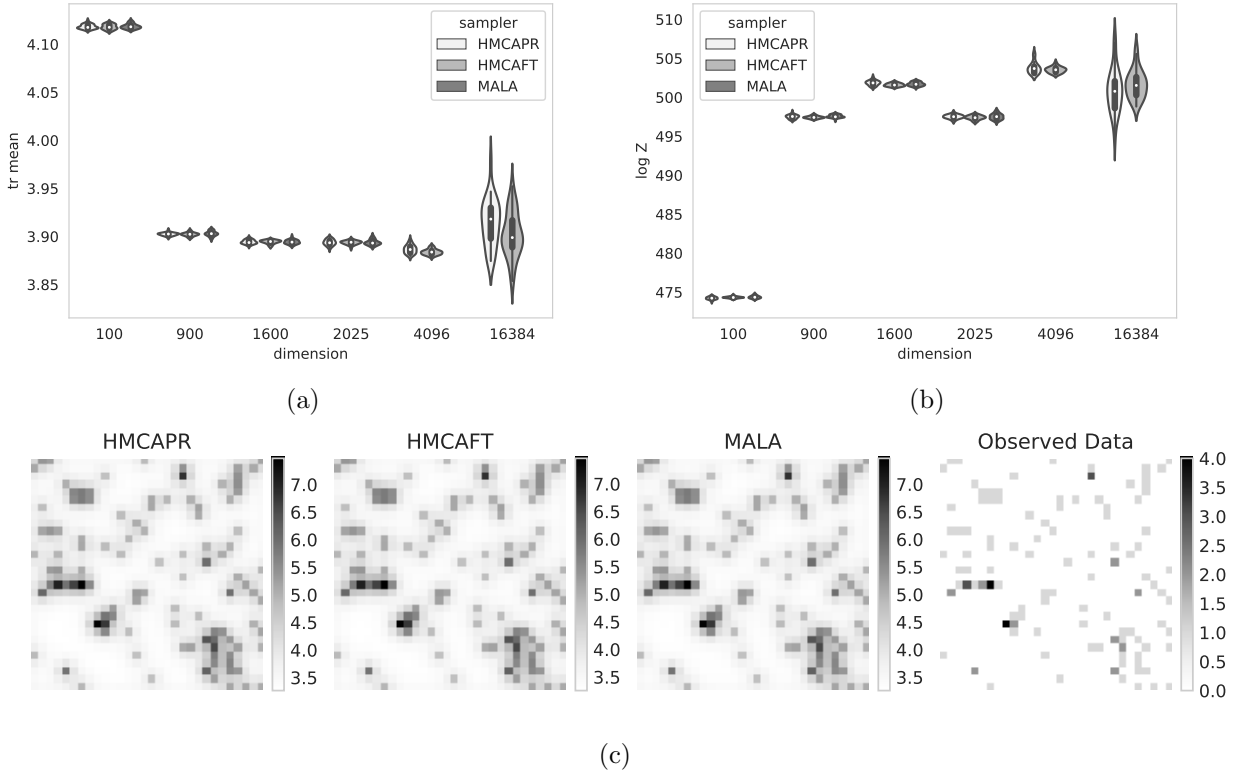 4.10
4.05
4.00
3.95
3.90
3.85
tr mean
sampler
HMCAPR
HMCAFT
MALA
100 900 1600 2025 4096 16384
dimension
(a)
510
505
500
495
490
485
480
475
log Z
sampler
HMCAPR
HMCAFT
MALA
100 900 1600 2025 4096 16384
dimension
(b)
HMCAPR
7.0
6.5
6.0
5.5
5.0
4.5
4.0
3.5
HMCAFT
7.0
6.5
6.0
5.5
5.0
4.5
4.0
3.5
MALA
7.0
6.5
6.0
5.5
5.0
4.5
4.0
3.5
Observed Data
4.0
3.5
3.0
2.5
2.0
1.5
1.0
0.5
0.0
(c)